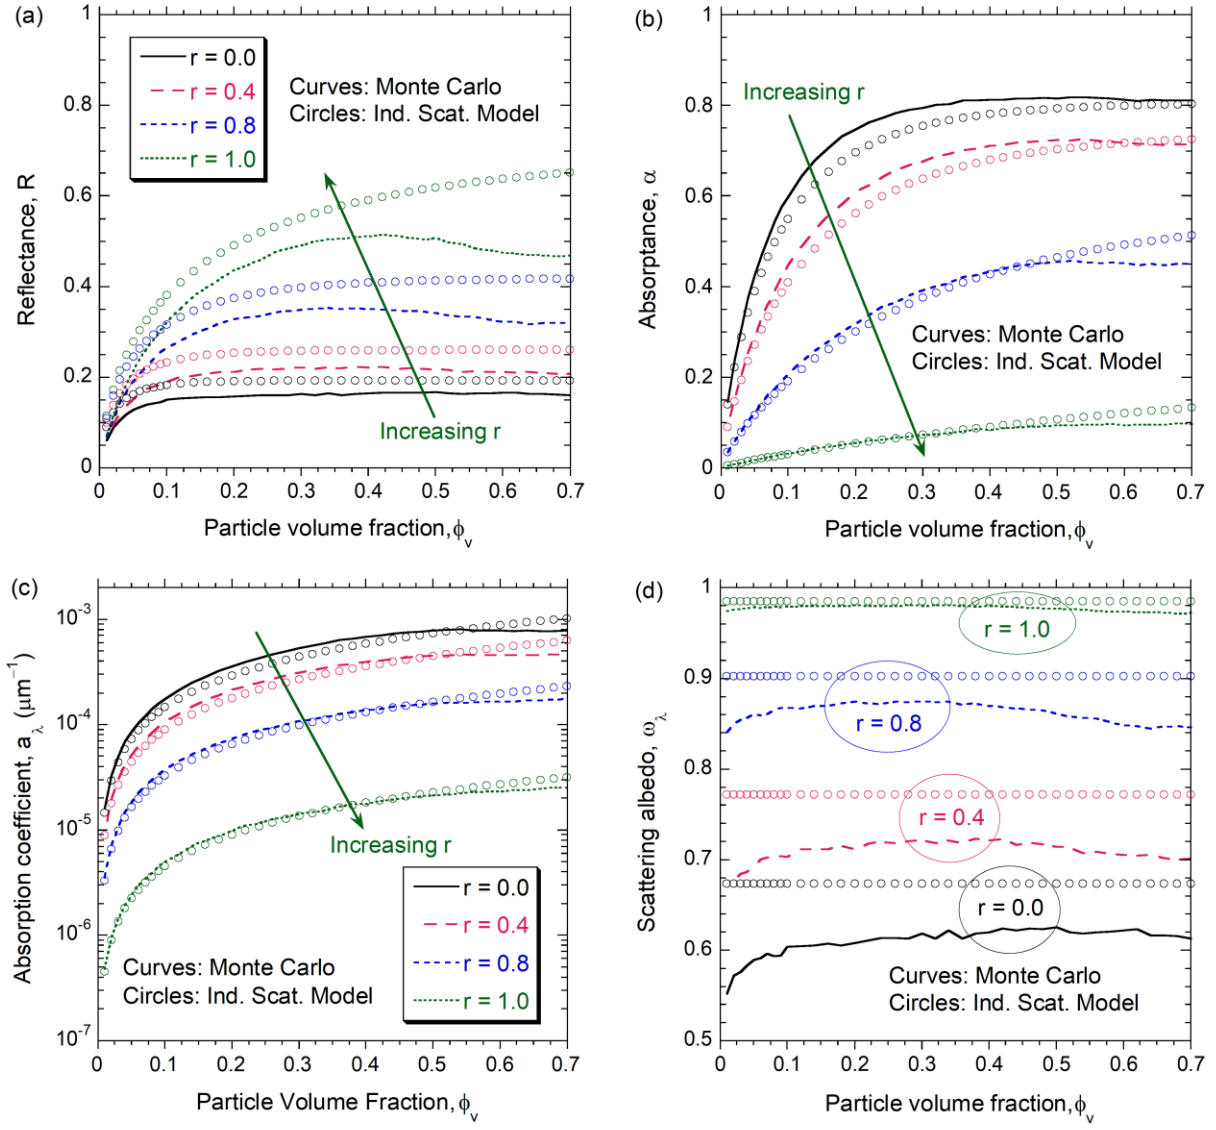 (a)
1
0.8
0.6
0.4
0.2
0
Reflectance, R
r = 0.0
r = 0.4
r = 0.8
r = 1.0
Curves: Monte Carlo
Circles: Ind. Scat. Model
Increasing r
0 0.1 0.2 0.3 0.4 0.5 0.6 0.7
Particle volume fraction, ϕv
(b)
1
0.8
0.6
0.4
0.2
0
Absorptance, α
Increasing r
Curves: Monte Carlo
Circles: Ind. Scat. Model
0 0.1 0.2 0.3 0.4 0.5 0.6 0.7
Particle volume fraction, ϕv
(c)
10⁻³
10⁻⁴
10⁻⁵
10⁻⁶
10⁻⁷
Absorption coefficient, aλ (μm⁻¹)
Increasing r
r = 0.0
r = 0.4
r = 0.8
r = 1.0
Curves: Monte Carlo
Circles: Ind. Scat. Model
0 0.1 0.2 0.3 0.4 0.5 0.6 0.7
Particle Volume Fraction, ϕv
(d)
1
0.9
0.8
0.7
0.6
0.5
Scattering albedo, ωλ
r = 1.0
r = 0.8
r = 0.4
r = 0.0
Curves: Monte Carlo
Circles: Ind. Scat. Model
0 0.1 0.2 0.3 0.4 0.5 0.6 0.7
Particle volume fraction, ϕv